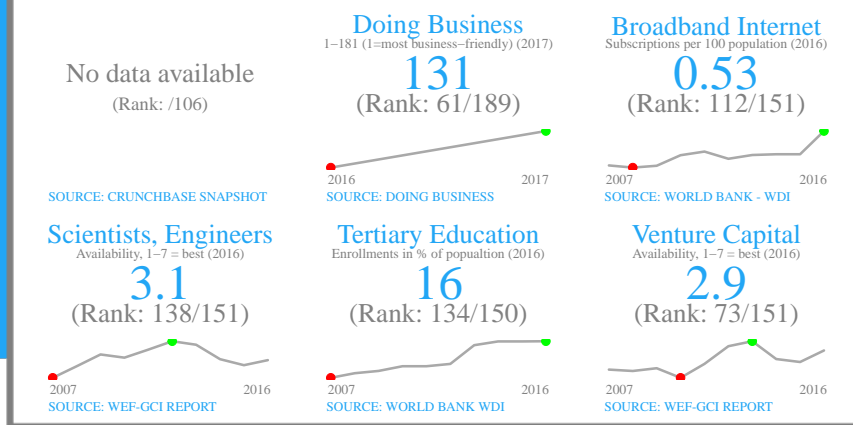 No data available
(Rank: /106)
SOURCE: CRUNCHBASE SNAPSHOT
Doing Business
1−181 (1=most business−friendly) (2017)
131
(Rank: 61/189)
2016 2017
SOURCE: DOING BUSINESS
Broadband Internet
Subscriptions per 100 population (2016)
0.53
(Rank: 112/151)
2007 2016
SOURCE: WORLD BANK - WDI
Scientists, Engineers
Availability, 1−7 = best (2016)
3.1
(Rank: 138/151)
2007 2016
SOURCE: WEF-GCI REPORT
Tertiary Education
Enrollments in % of popualtion (2016)
16
(Rank: 134/150)
2007 2016
SOURCE: WORLD BANK WDI
Venture Capital
Availability, 1−7 = best (2016)
2.9
(Rank: 73/151)
2007 2016
SOURCE: WEF-GCI REPORT